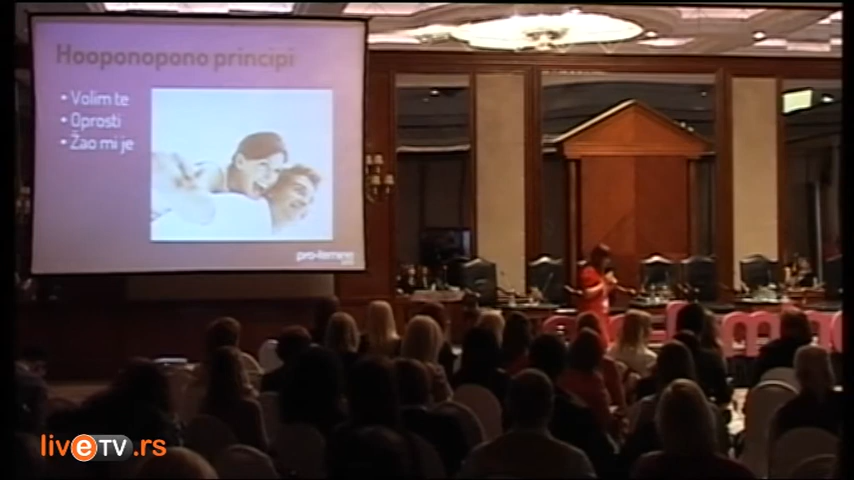 Hooponopono principi
• Volim te
• Oprosti
• Žao mi je
liveTV.rs